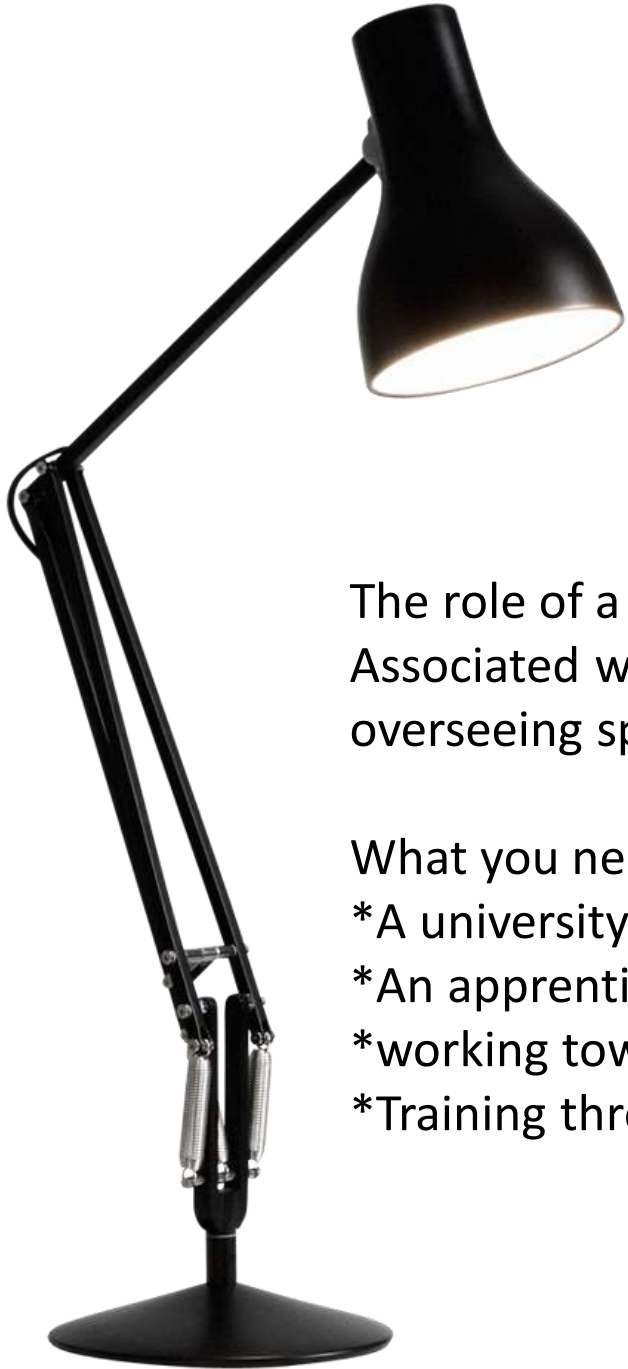 The role of a
Associated w
overseeing sp
What you ne
*A university
*An apprenti
*working tow
*Training thr